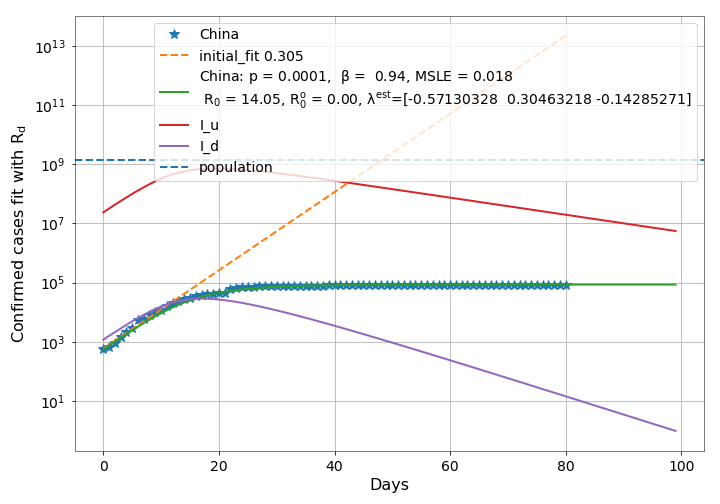 China
initial_fit 0.305
China: p = 0.0001,  β =  0.94, MSLE = 0.018
R₀ = 14.05, R₀ᵒ = 0.00, λᵉˢᵗ=[-0.57130328  0.30463218 -0.14285271]
I_u
I_d
population
Confirmed cases fit with R_d
10¹³
10¹¹
10⁹
10⁷
10⁵
10³
10¹
0 20 40 60 80 100
Days